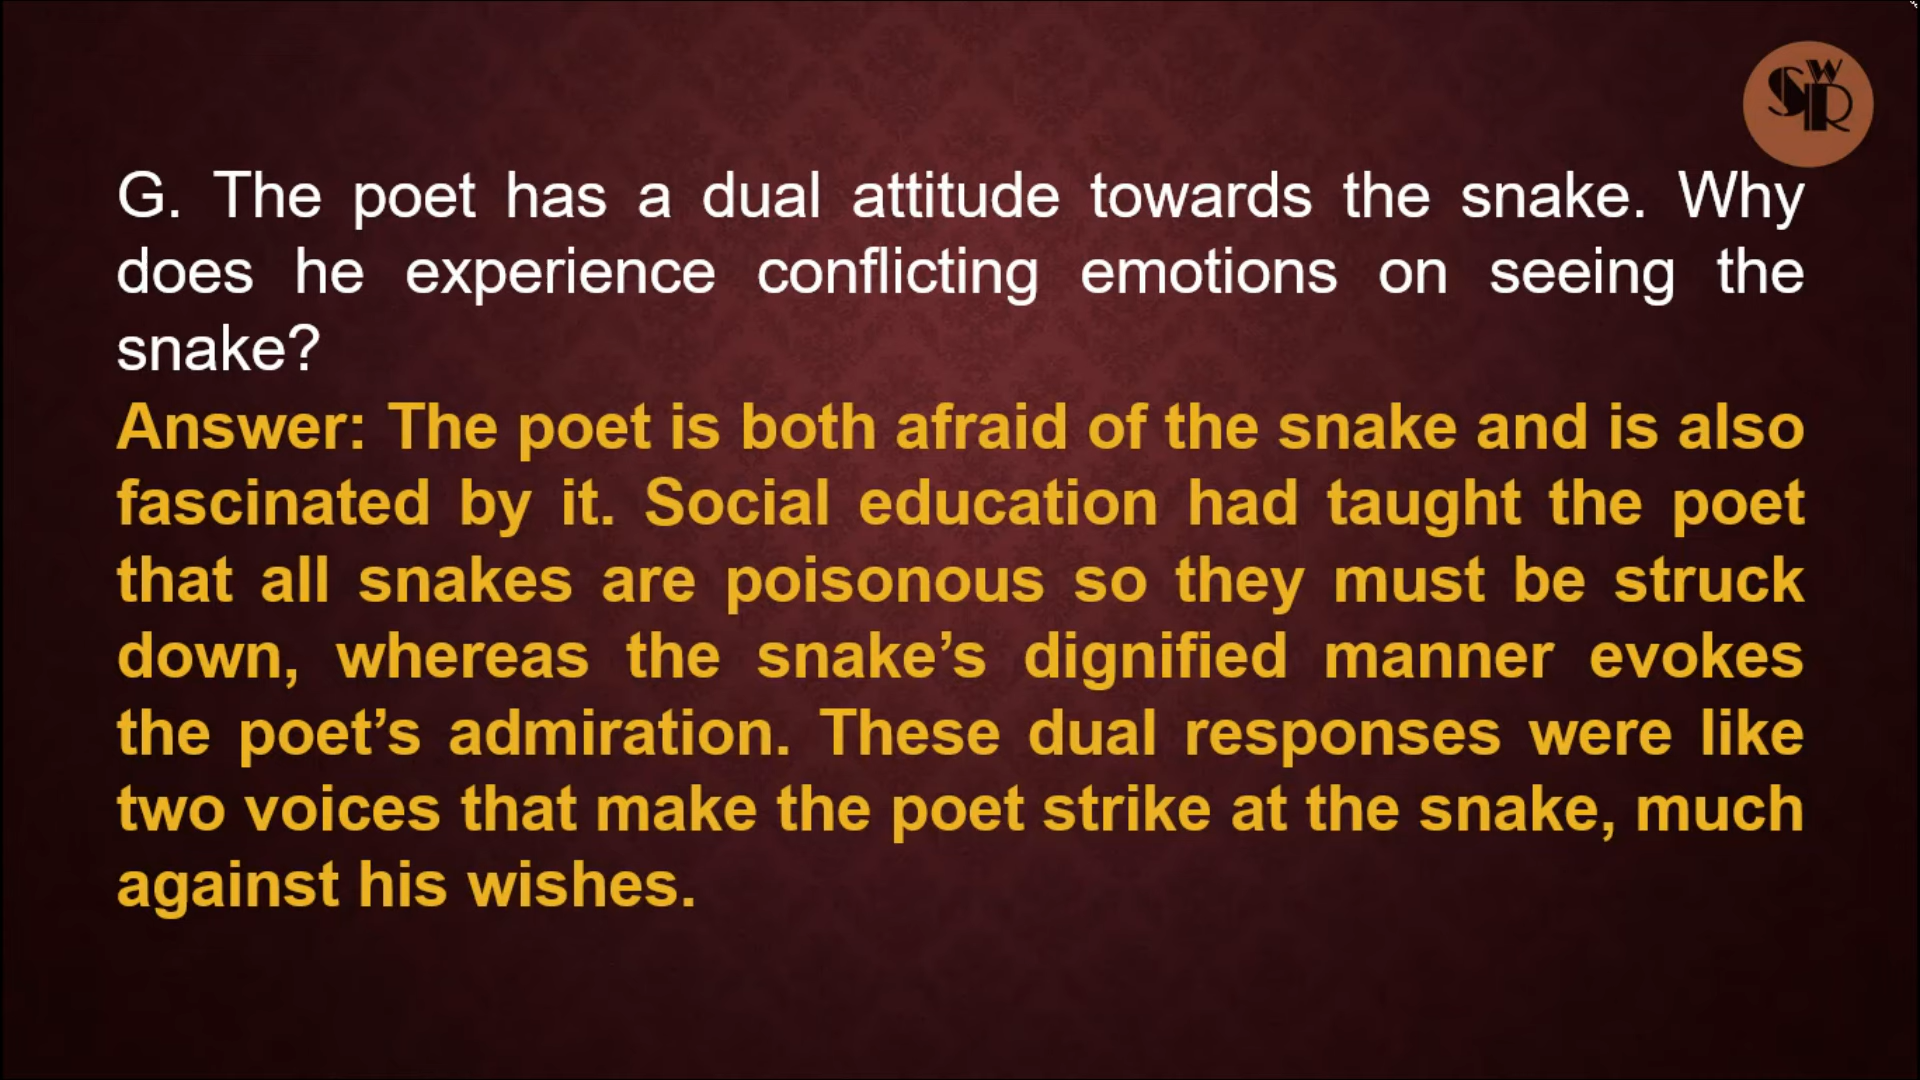 SWR
G. The poet has a dual attitude towards the snake. Why
does he experience conflicting emotions on seeing the
snake?
Answer: The poet is both afraid of the snake and is also
fascinated by it. Social education had taught the poet
that all snakes are poisonous so they must be struck
down, whereas the snake’s dignified manner evokes
the poet’s admiration. These dual responses were like
two voices that make the poet strike at the snake, much
against his wishes.